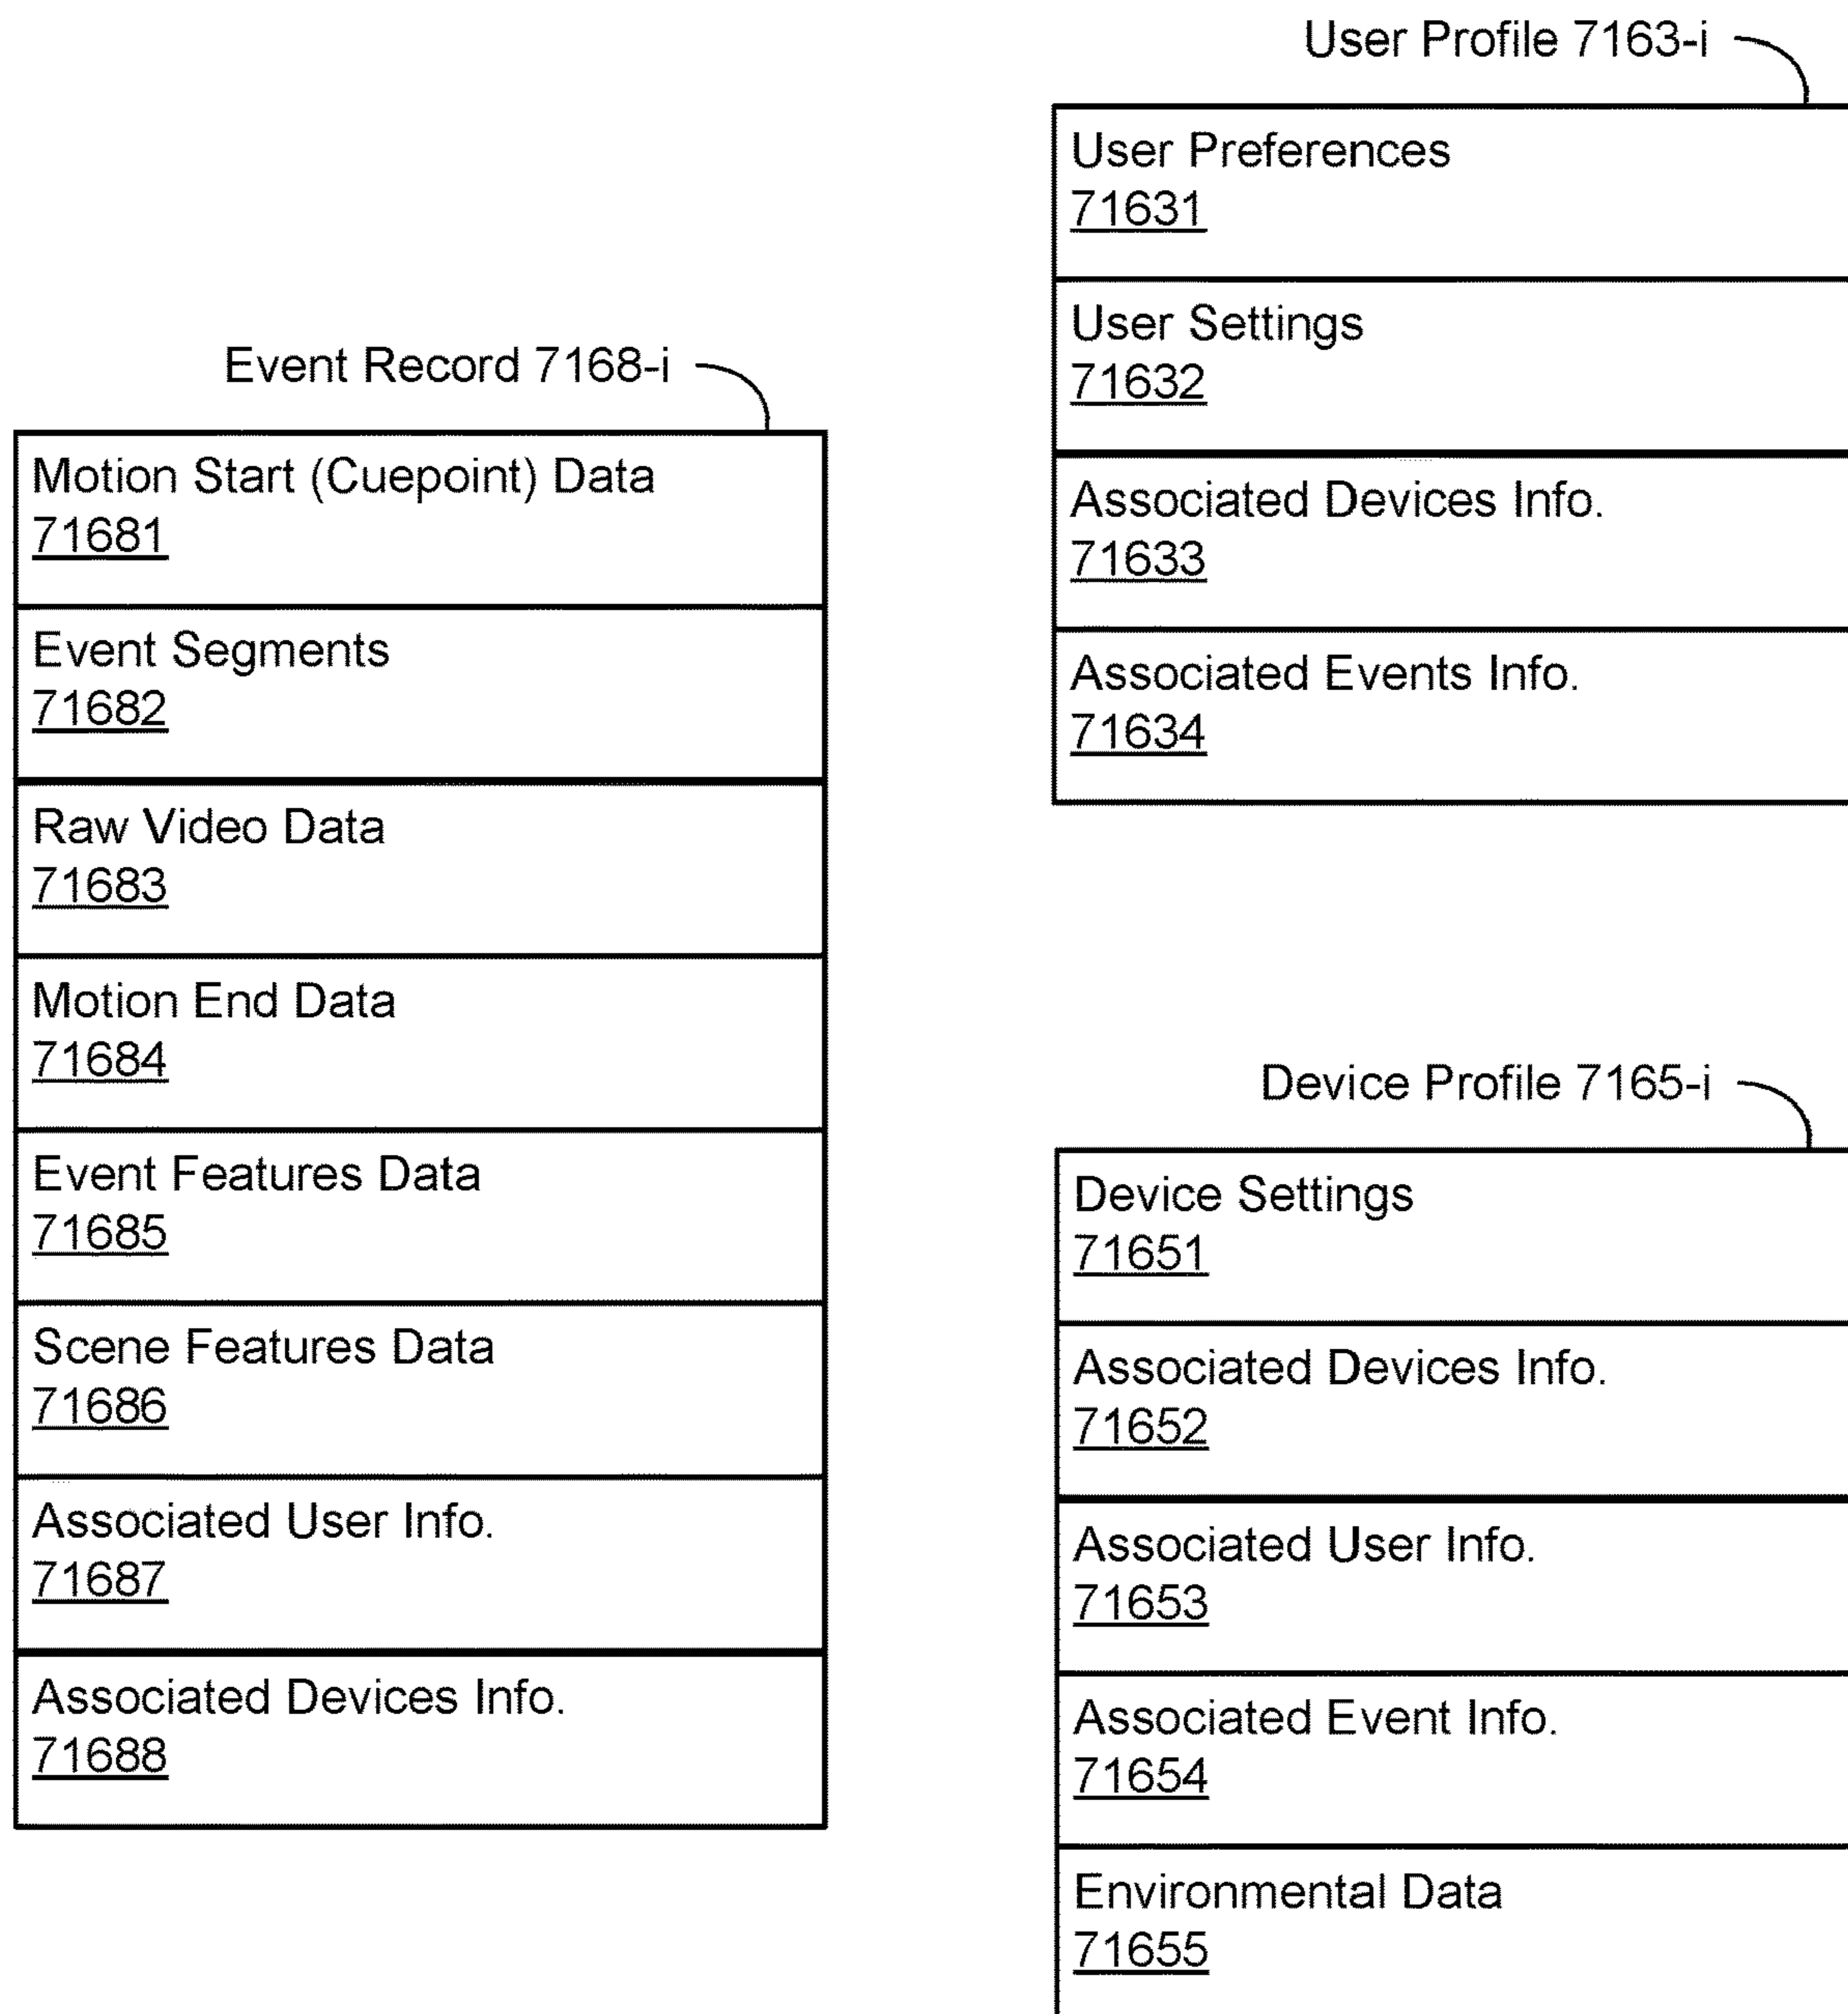 Event Record 7168-i
Motion Start (Cuepoint) Data
71681
Event Segments
71682
Raw Video Data
71683
Motion End Data
71684
Event Features Data
71685
Scene Features Data
71686
Associated User Info.
71687
Associated Devices Info.
71688
User Profile 7163-i
User Preferences
71631
User Settings
71632
Associated Devices Info.
71633
Associated Events Info.
71634
Device Profile 7165-i
Device Settings
71651
Associated Devices Info.
71652
Associated User Info.
71653
Associated Event Info.
71654
Environmental Data
71655